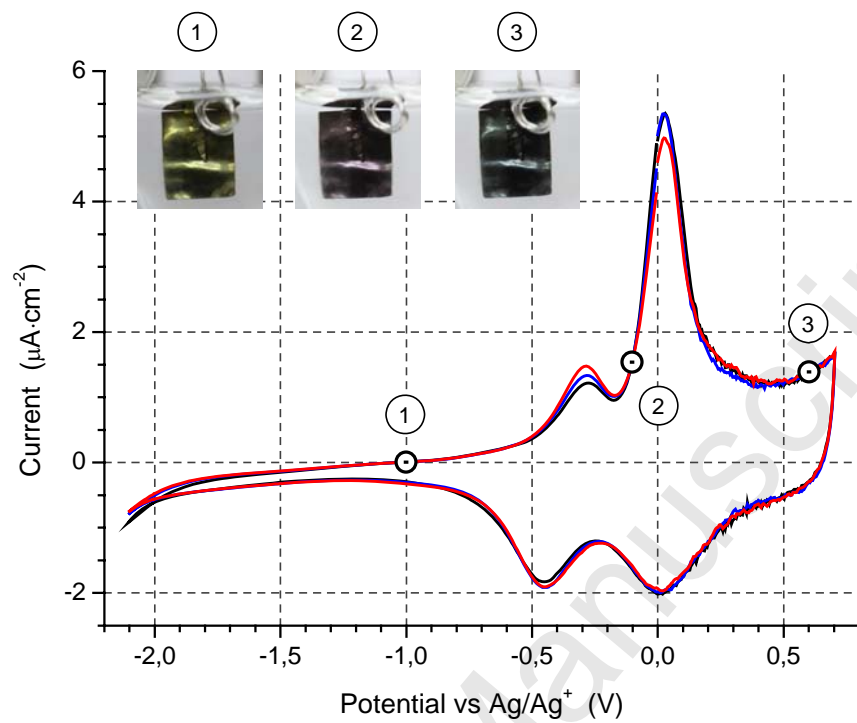 1 2 3
6
4
2
0
-2
Current (μA·cm-2)
1
2
3
-2,0 -1,5 -1,0 -0,5 0,0 0,5
Potential vs Ag/Ag+ (V)
Manuscri